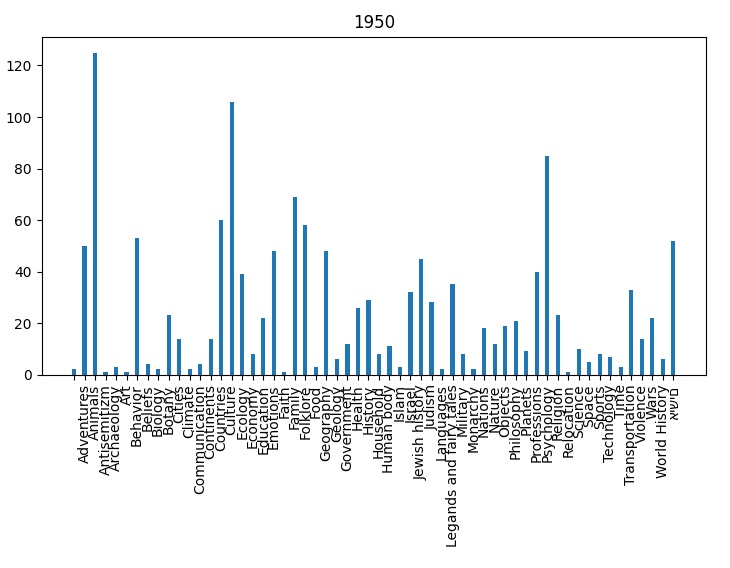 1950
120
100
80
60
40
20
0
Adventures
Animals
Antisemitizm
Archaeology
Art
Behavior
Beliefs
Biology
Botany
Cities
Climate
Communication
Continents
Countries
Culture
Ecology
Economy
Education
Emotions
Faith
Family
Folklore
Food
Geography
Geology
Government
Health
History
Household
Human body
Islam
Israel
Jewish history
Judism
Languages
Legands and fairy tales
Military
Monarchy
Nations
Nature
Objects
Philosophy
Planets
Professions
Psychology
Religion
Relocation
Science
Space
Sports
Technology
Time
Transportation
Violence
Wars
World History
םישיא